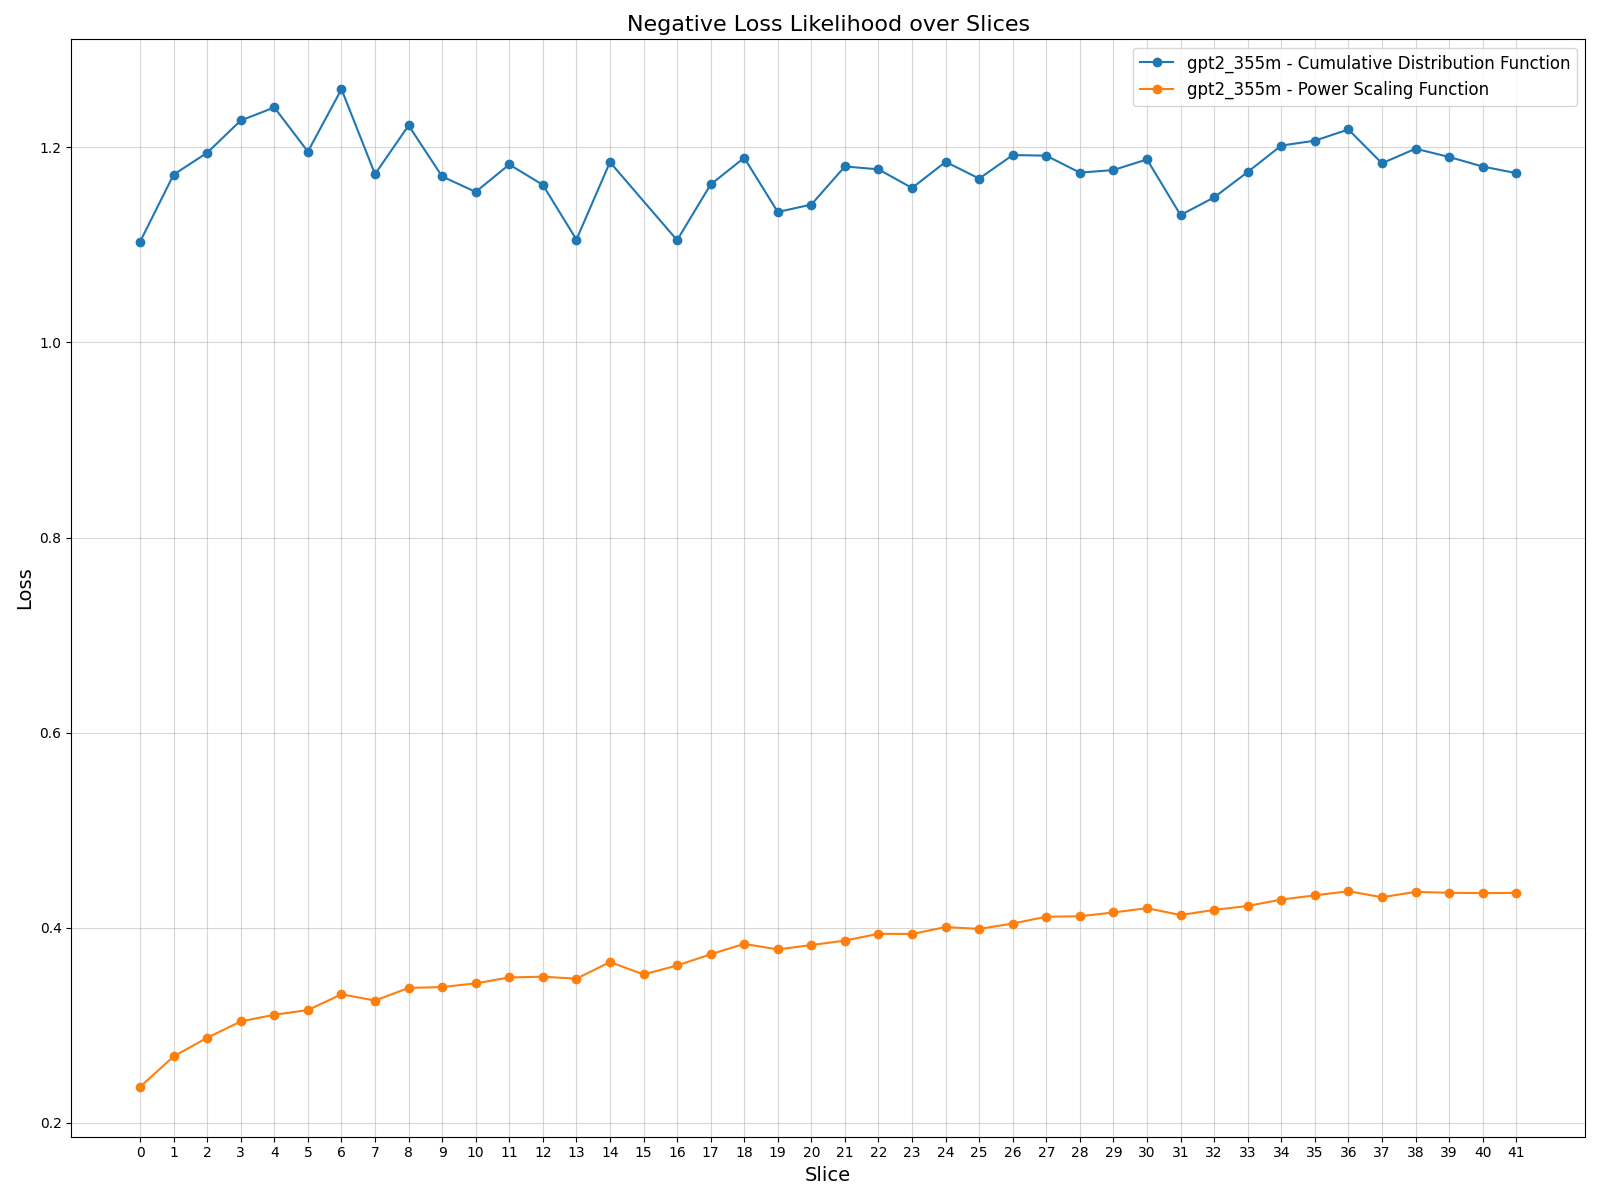 Negative Loss Likelihood over Slices
gpt2_355m - Cumulative Distribution Function
gpt2_355m - Power Scaling Function
1.2
1.0
0.8
0.6
0.4
0.2
Loss
0 1 2 3 4 5 6 7 8 9 10 11 12 13 14 15 16 17 18 19 20 21 22 23 24 25 26 27 28 29 30 31 32 33 34 35 36 37 38 39 40 41
Slice